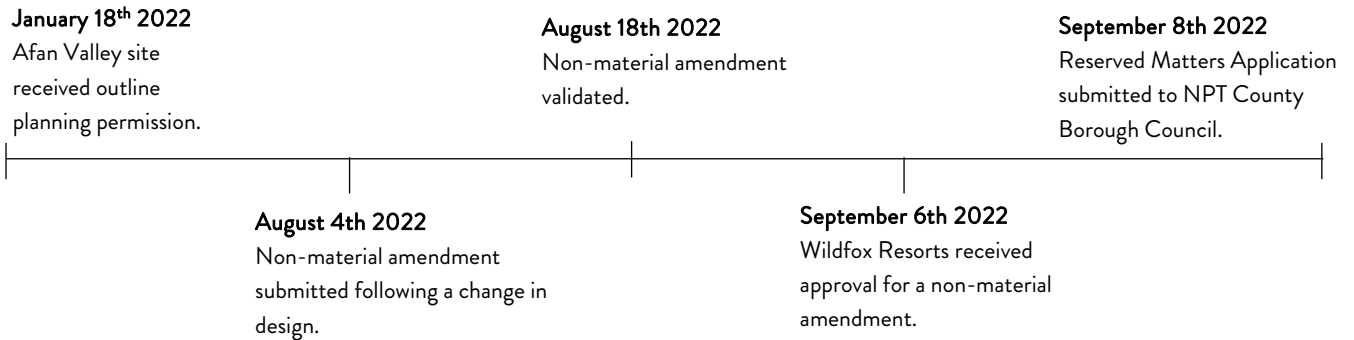 January 18th 2022
Afan Valley site
received outline
planning permission.
August 4th 2022
Non-material amendment
submitted following a change in
design.
August 18th 2022
Non-material amendment
validated.
September 6th 2022
Wildfox Resorts received
approval for a non-material
amendment.
September 8th 2022
Reserved Matters Application
submitted to NPT County
Borough Council.